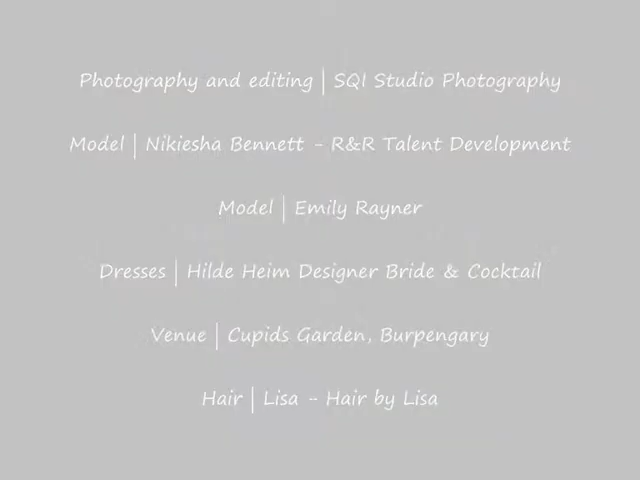 Photography and editing | SQI Studio Photography
Model | Nikiesha Bennett - R&R Talent Development
Model | Emily Rayner
Dresses | Hilde Heim Designer Bride & Cocktail
Venue | Cupids Garden, Burpengary
Hair | Lisa - Hair by Lisa